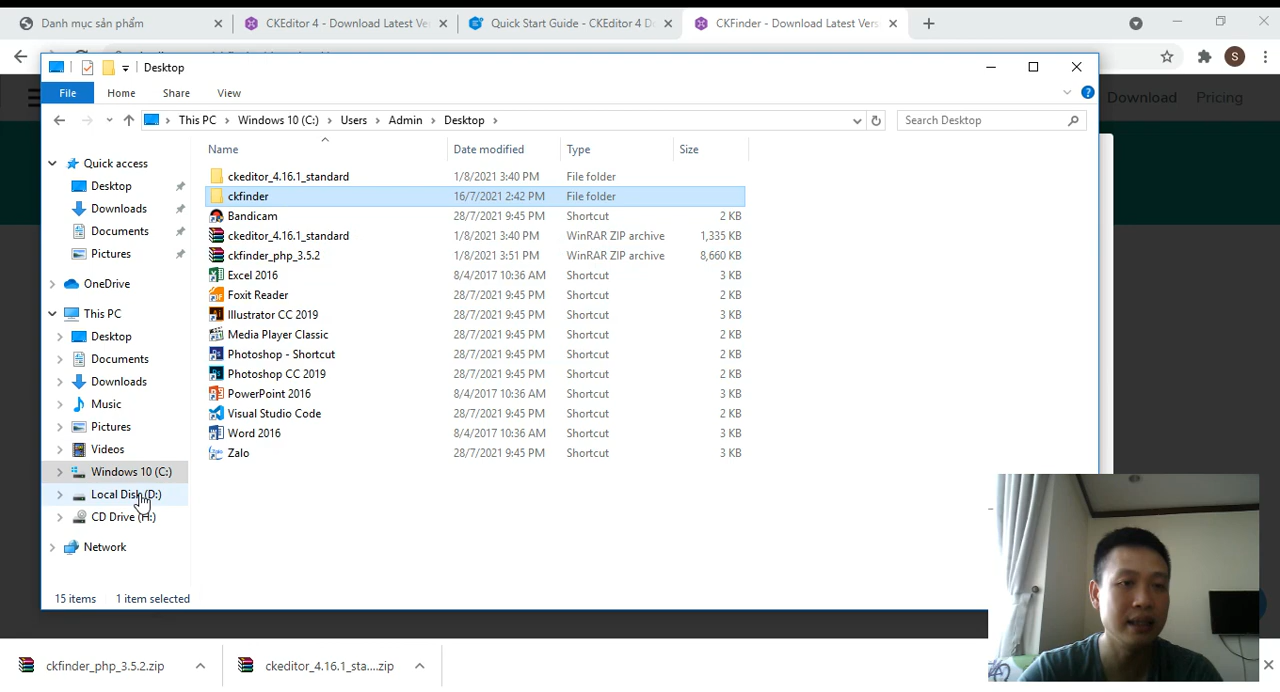 Danh mục sản phẩm
CKEditor 4 - Download Latest Ver
Quick Start Guide - CKEditor 4 Do
CKFinder - Download Latest Vers
S
Desktop
File
Home
Share
View
This PC > Windows 10 (C:) > Users > Admin > Desktop >
Search Desktop
Download
Pricing
Name
Date modified
Type
Size
Quick access
Desktop
Downloads
Documents
Pictures
OneDrive
This PC
Desktop
Documents
Downloads
Music
Pictures
Videos
Windows 10 (C:)
Local Disk (D:)
CD Drive (H:)
Network
ckeditor_4.16.1_standard 1/8/2021 3:40 PM File folder
ckfinder 16/7/2021 2:42 PM File folder
Bandicam 28/7/2021 9:45 PM Shortcut 2 KB
ckeditor_4.16.1_standard 1/8/2021 3:40 PM WinRAR ZIP archive 1,335 KB
ckfinder_php_3.5.2 1/8/2021 3:51 PM WinRAR ZIP archive 8,660 KB
Excel 2016 8/4/2017 10:36 AM Shortcut 3 KB
Foxit Reader 28/7/2021 9:45 PM Shortcut 2 KB
Illustrator CC 2019 28/7/2021 9:45 PM Shortcut 3 KB
Media Player Classic 28/7/2021 9:45 PM Shortcut 2 KB
Photoshop - Shortcut 28/7/2021 9:45 PM Shortcut 2 KB
Photoshop CC 2019 28/7/2021 9:45 PM Shortcut 2 KB
PowerPoint 2016 8/4/2017 10:36 AM Shortcut 3 KB
Visual Studio Code 28/7/2021 9:45 PM Shortcut 2 KB
Word 2016 8/4/2017 10:36 AM Shortcut 3 KB
Zalo 28/7/2021 9:45 PM Shortcut 3 KB
15 items
1 item selected
ckfinder_php_3.5.2.zip
ckeditor_4.16.1_sta....zip